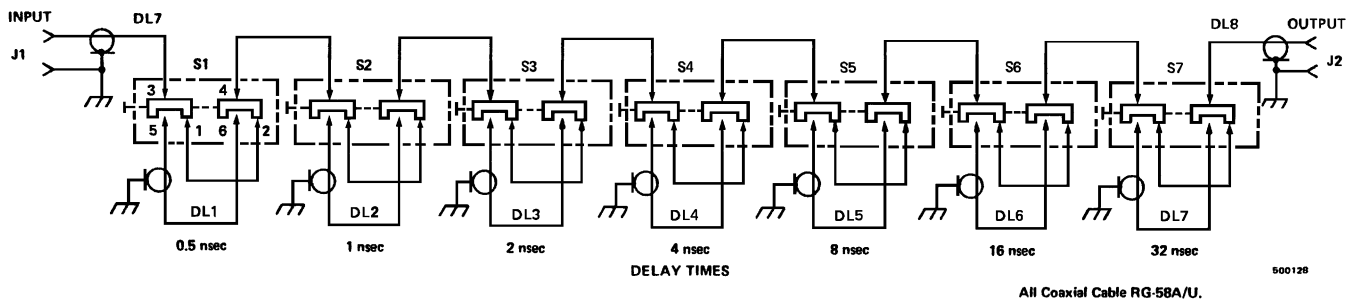 INPUT DL7 DL8 OUTPUT
J1 S1 S2 S3 S4 S5 S6 S7 J2
3 4
5 1 6 2
DL1 DL2 DL3 DL4 DL5 DL6 DL7
0.5 nsec 1 nsec 2 nsec 4 nsec 8 nsec 16 nsec 32 nsec
DELAY TIMES
500128
All Coaxial Cable RG-58A/U.